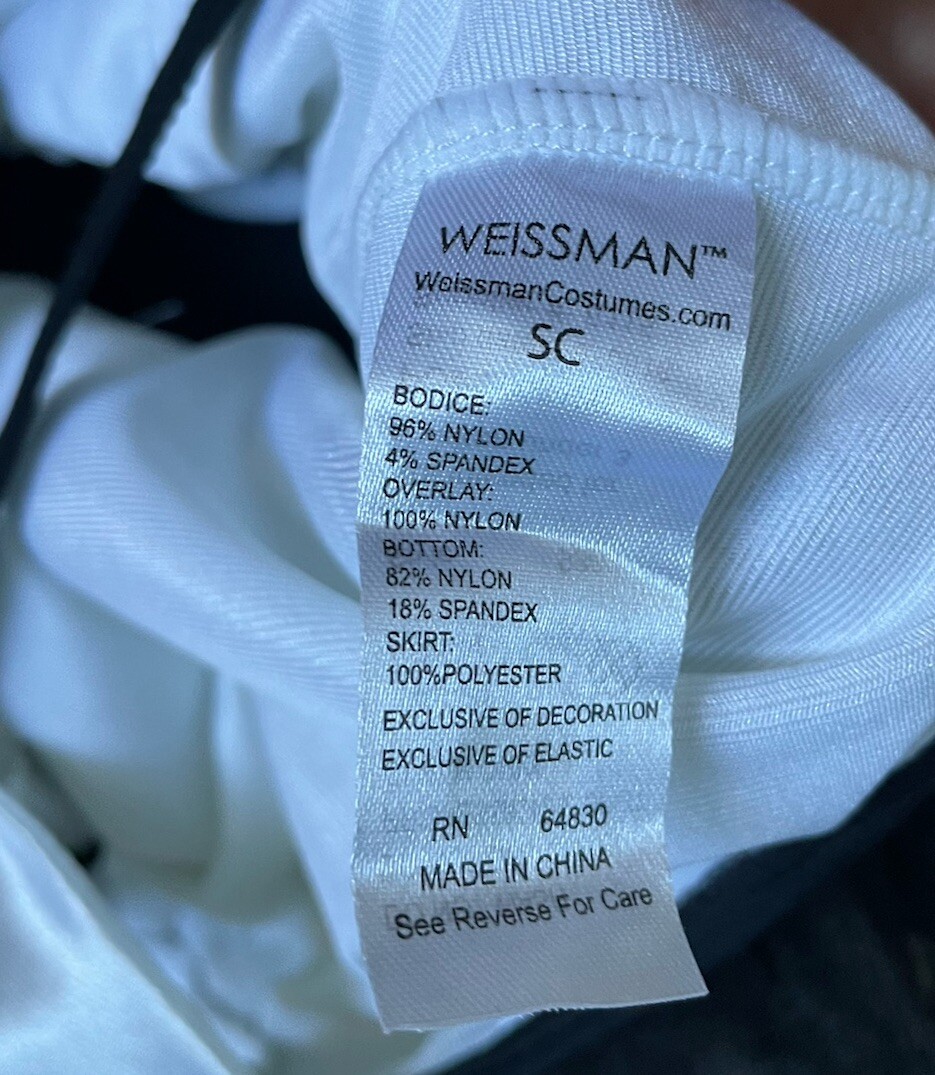 WEISSMAN™
WeissmanCostumes.com
SC
BODICE:
96% NYLON
4% SPANDEX
OVERLAY:
100% NYLON
BOTTOM:
82% NYLON
18% SPANDEX
SKIRT:
100%POLYESTER
EXCLUSIVE OF DECORATION
EXCLUSIVE OF ELASTIC
RN 64830
MADE IN CHINA
See Reverse For Care